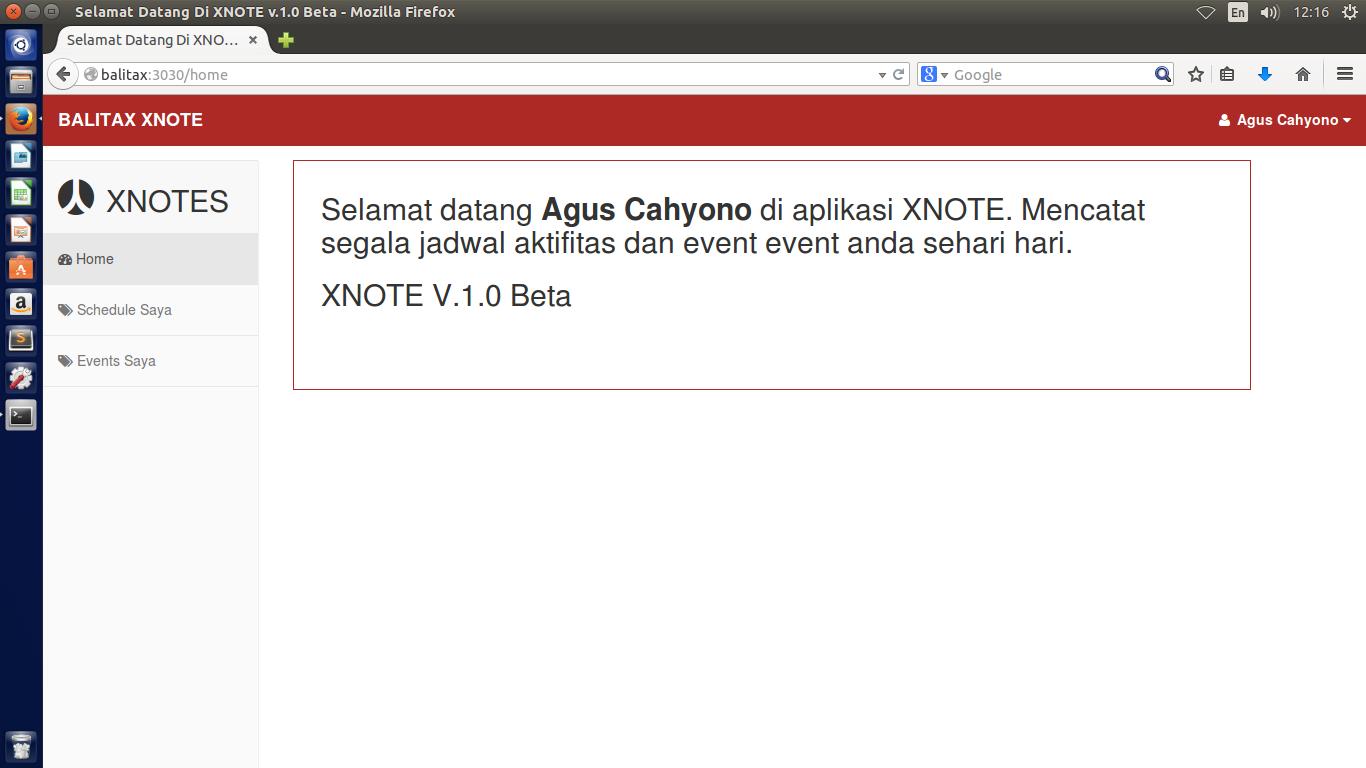 Selamat Datang Di XNOTE v.1.0 Beta - Mozilla Firefox
En
12:16
Selamat Datang Di XNO...
balitax:3030/home
Google
BALITAX XNOTE
Agus Cahyono
XNOTES
Home
Schedule Saya
Events Saya
Selamat datang Agus Cahyono di aplikasi XNOTE. Mencatat
segala jadwal aktifitas dan event event anda sehari hari.
XNOTE V.1.0 Beta